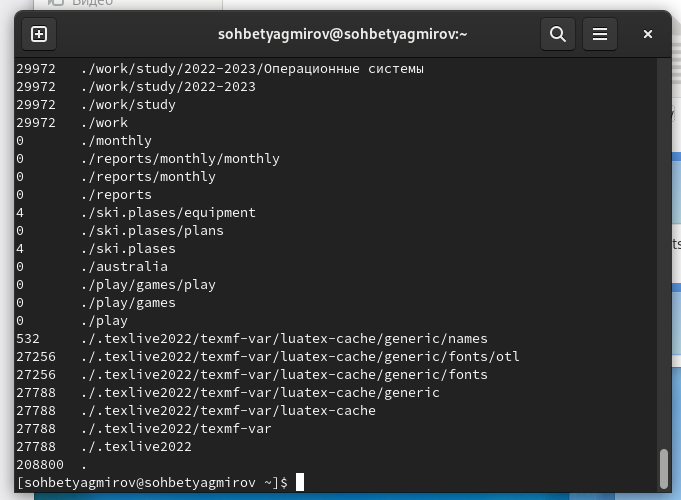 Видео
sohbetyagmirov@sohbetyagmirov:~
29972 ./work/study/2022-2023/Операционные системы
29972 ./work/study/2022-2023
29972 ./work/study
29972 ./work
0 ./monthly
0 ./reports/monthly/monthly
0 ./reports/monthly
0 ./reports
4 ./ski.plases/equipment
0 ./ski.plases/plans
4 ./ski.plases
0 ./australia
0 ./play/games/play
0 ./play/games
0 ./play
532 ./.texlive2022/texmf-var/luatex-cache/generic/names
27256 ./.texlive2022/texmf-var/luatex-cache/generic/fonts/otl
27256 ./.texlive2022/texmf-var/luatex-cache/generic/fonts
27788 ./.texlive2022/texmf-var/luatex-cache/generic
27788 ./.texlive2022/texmf-var/luatex-cache
27788 ./.texlive2022/texmf-var
27788 ./.texlive2022
208800 .
[sohbetyagmirov@sohbetyagmirov ~]$